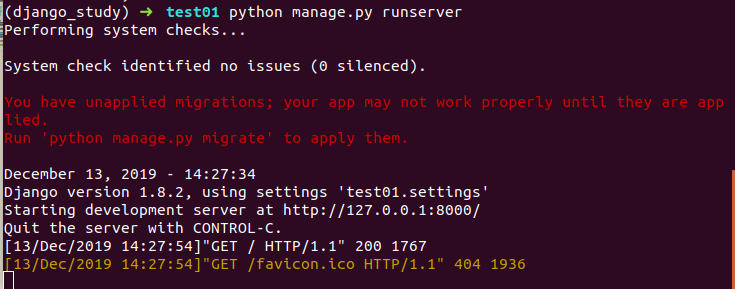 (django_study) ➜ test01 python manage.py runserver
Performing system checks...
System check identified no issues (0 silenced).
You have unapplied migrations; your app may not work properly until they are app
lied.
Run 'python manage.py migrate' to apply them.
December 13, 2019 - 14:27:34
Django version 1.8.2, using settings 'test01.settings'
Starting development server at http://127.0.0.1:8000/
Quit the server with CONTROL-C.
[13/Dec/2019 14:27:54]"GET / HTTP/1.1" 200 1767
[13/Dec/2019 14:27:54]"GET /favicon.ico HTTP/1.1" 404 1936